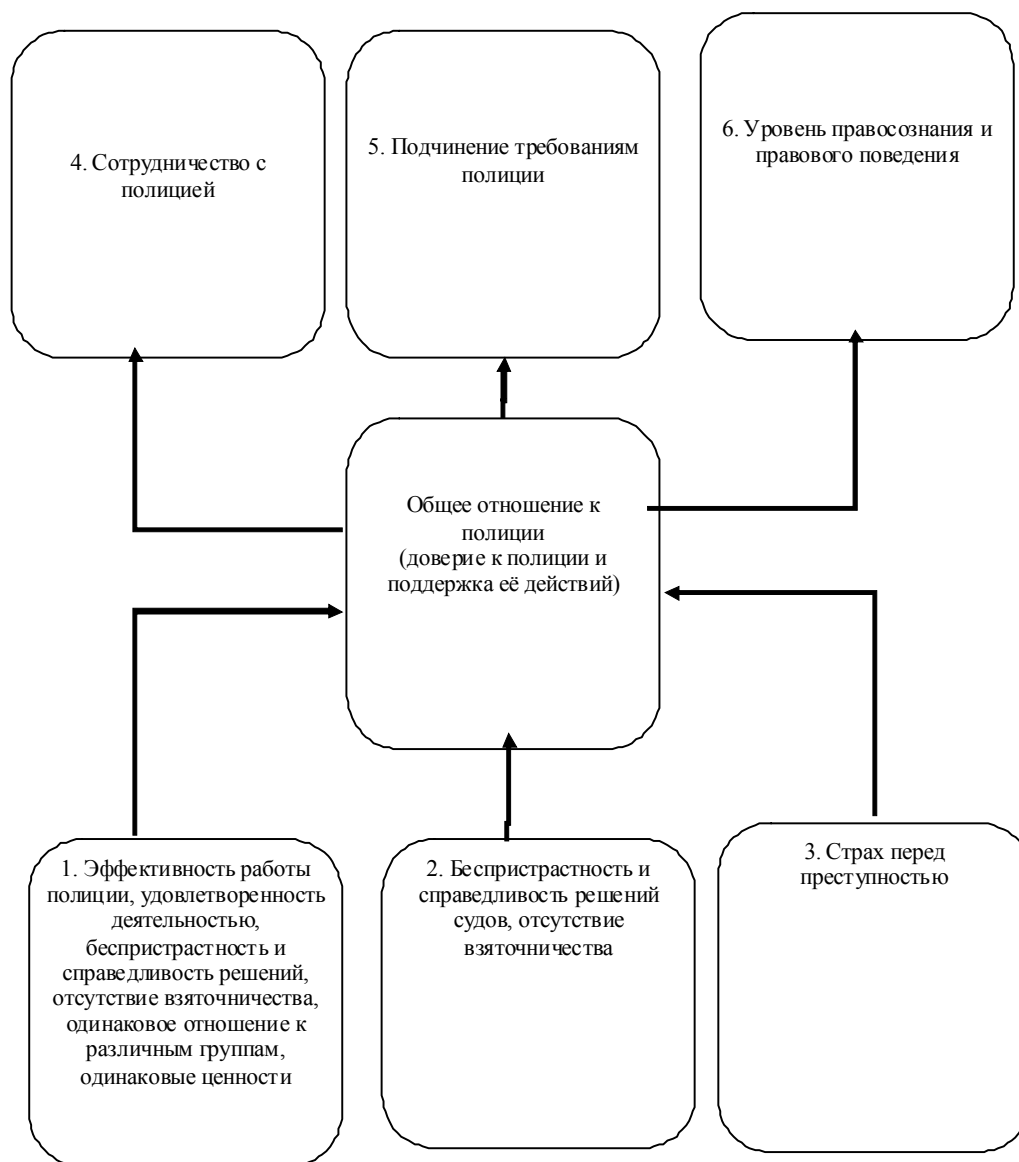 4. Сотрудничество с
полицией
5. Подчинение требованиям
полиции
6. Уровень правосознания и
правового поведения
Общее отношение к
полиции
(доверие к полиции и
поддержка её действий)
1. Эффективность работы
полиции, удовлетворенность
деятельностью,
беспристрастность и
справедливость решений,
отсутствие взяточничества,
одинаковое отношение к
различным группам,
одинаковые ценности
2. Беспристрастность и
справедливость решений
судов, отсутствие
взяточничества
3. Страх перед
преступностью